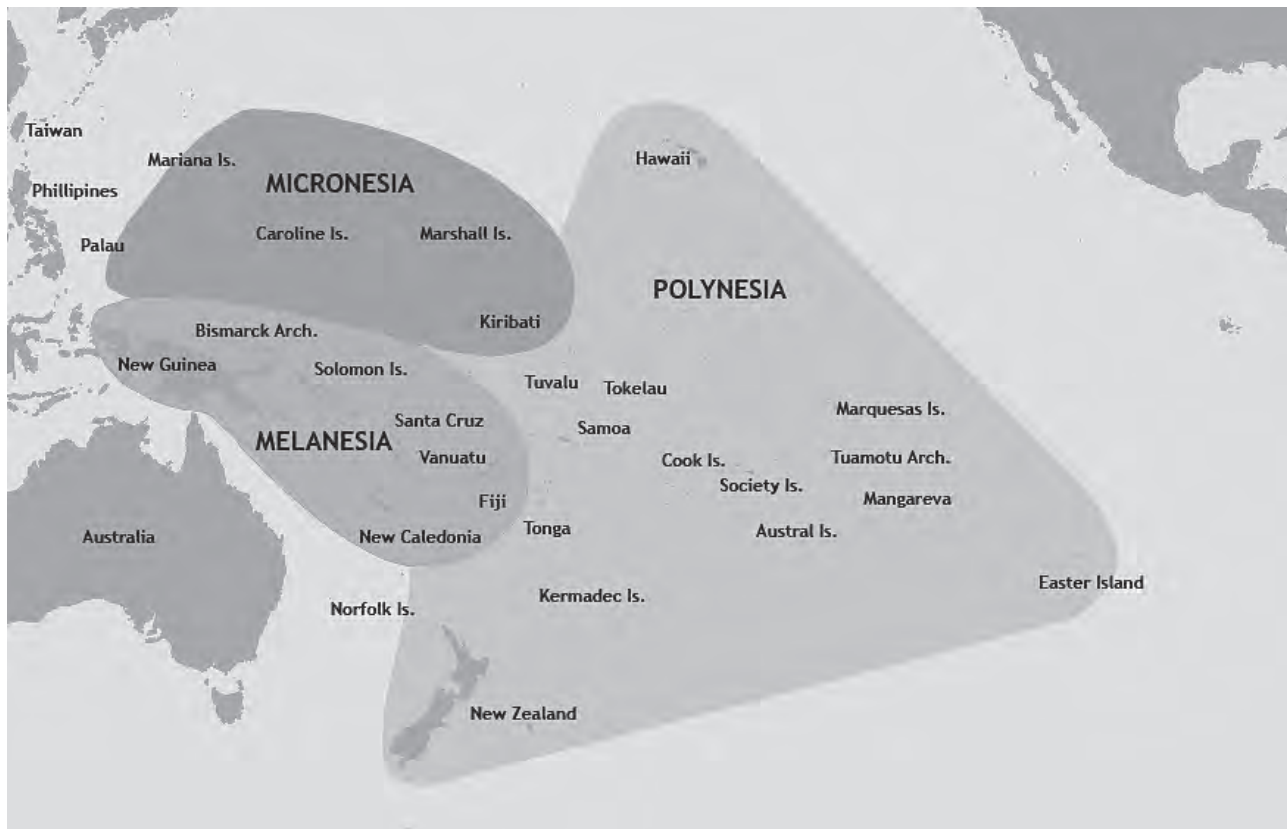 Taiwan
Mariana Is.
Hawaii
MICRONESIA
Phillipines
Caroline Is.
Marshall Is.
Palau
POLYNESIA
Kiribati
Bismarck Arch.
New Guinea
Solomon Is.
Tuvalu
Tokelau
Marquesas Is.
Santa Cruz
Samoa
MELANESIA
Vanuatu
Cook Is.
Tuamotu Arch.
Society Is.
Mangareva
Fiji
Tonga
Austral Is.
Australia
New Caledonia
Easter Island
Kermadec Is.
Norfolk Is.
New Zealand